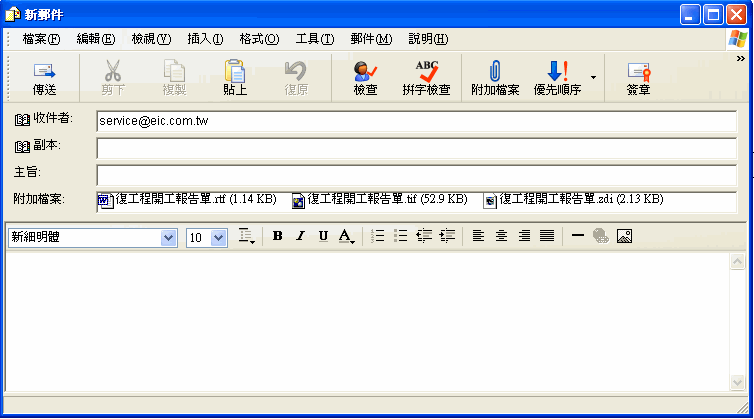 新郵件
檔案(F) 編輯(E) 檢視(V) 插入(I) 格式(O) 工具(T) 郵件(M) 說明(H)
傳送 剪下 複製 貼上 復原 檢查 ABC 拼字檢查 附加檔案 優先順序 簽章 »
收件者: service@eic.com.tw
副本:
主旨:
附加檔案: 復工程開工報告單.rtf (1.14 KB) 復工程開工報告單.tif (52.9 KB) 復工程開工報告單.zdi (2.13 KB)
新細明體 10 B I U A